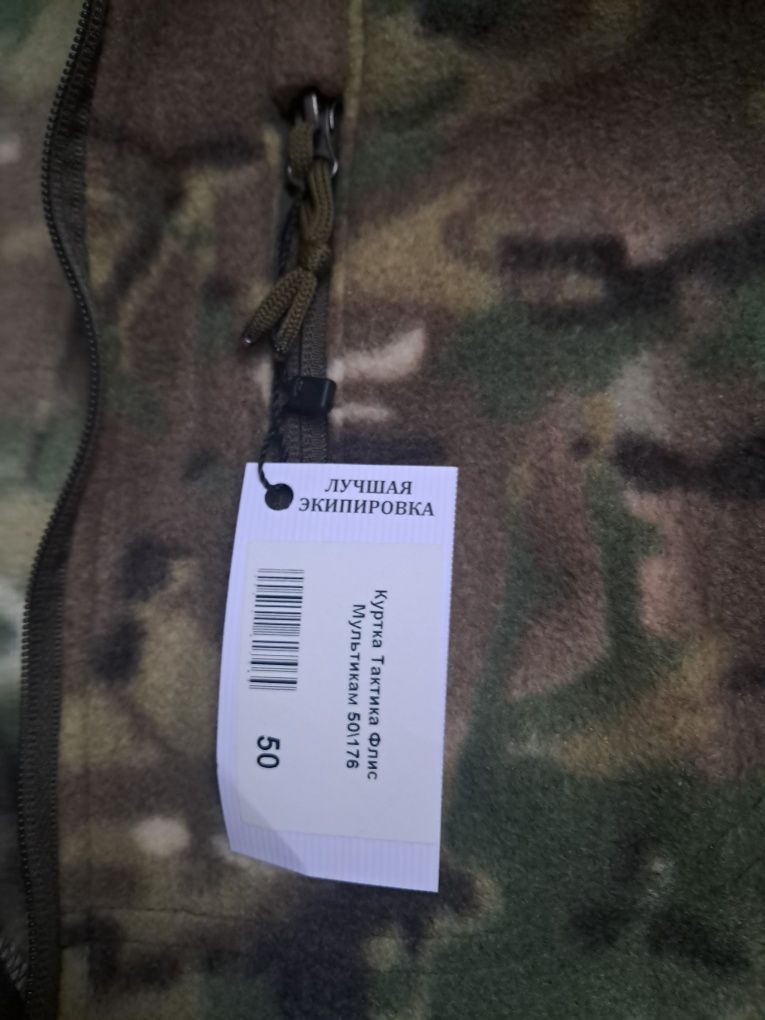 ЛУЧШАЯ
ЭКИПИРОВКА
Куртка Тактика Флис
Мультикам 50\176
50